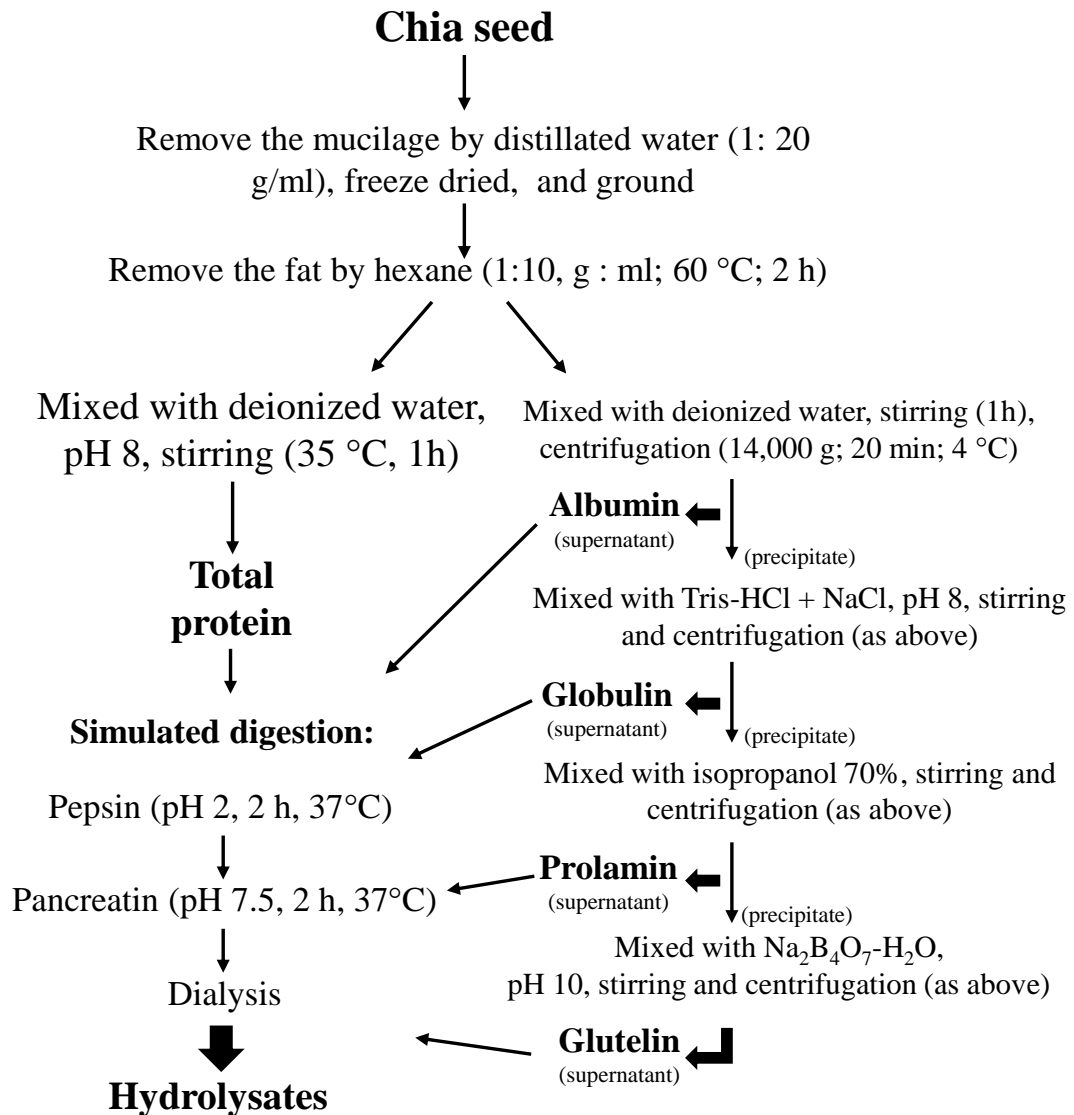 Chia seed
Remove the mucilage by distillated water (1: 20
g/ml), freeze dried, and ground
Remove the fat by hexane (1:10, g : ml; 60 °C; 2 h)
Mixed with deionized water,
pH 8, stirring (35 °C, 1h)
Total
protein
Simulated digestion:
Pepsin (pH 2, 2 h, 37°C)
Pancreatin (pH 7.5, 2 h, 37°C)
Dialysis
Hydrolysates
Mixed with deionized water, stirring (1h),
centrifugation (14,000 g; 20 min; 4 °C)
Albumin
(supernatant)
(precipitate)
Mixed with Tris-HCl + NaCl, pH 8, stirring
and centrifugation (as above)
Globulin
(supernatant)
(precipitate)
Mixed with isopropanol 70%, stirring and
centrifugation (as above)
Prolamin
(supernatant)
(precipitate)
Mixed with Na₂B₄O₇-H₂O,
pH 10, stirring and centrifugation (as above)
Glutelin
(supernatant)